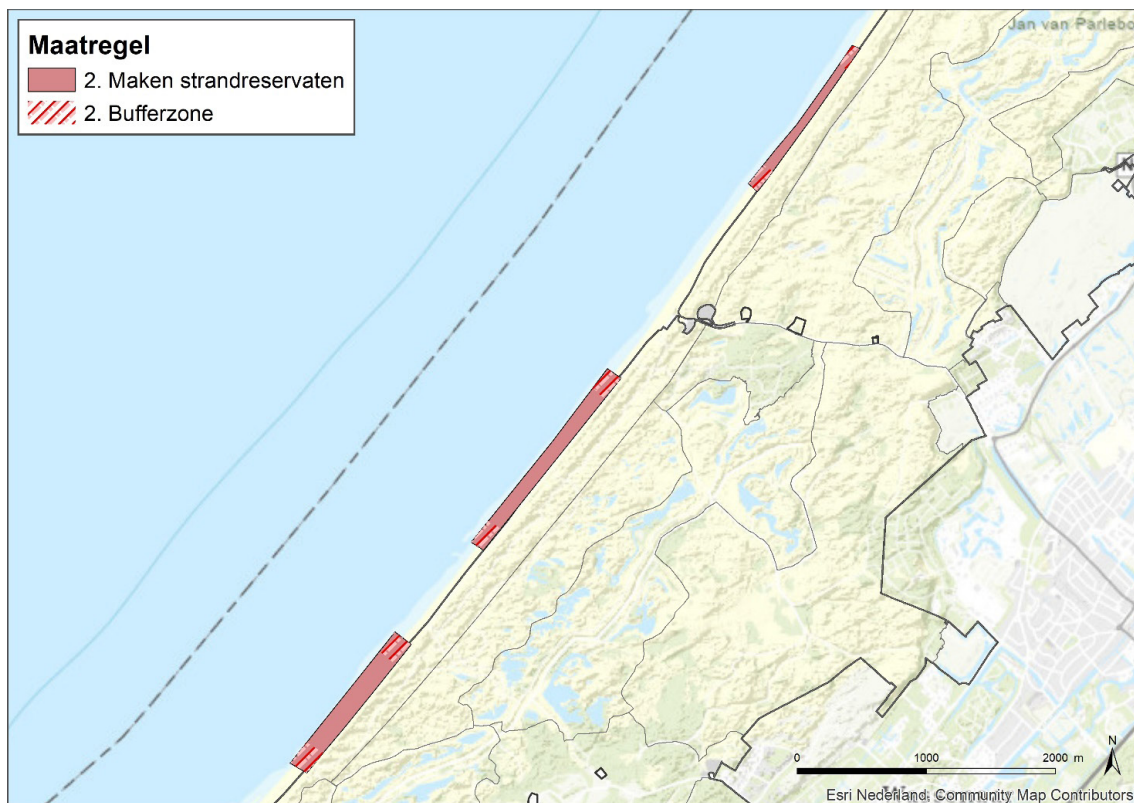 Maatregel
2. Maken strandreservaten
2. Bufferzone
Jan van Parlebo
N
0 1000 2000 m
Esri Nederland, Community Map Contributors